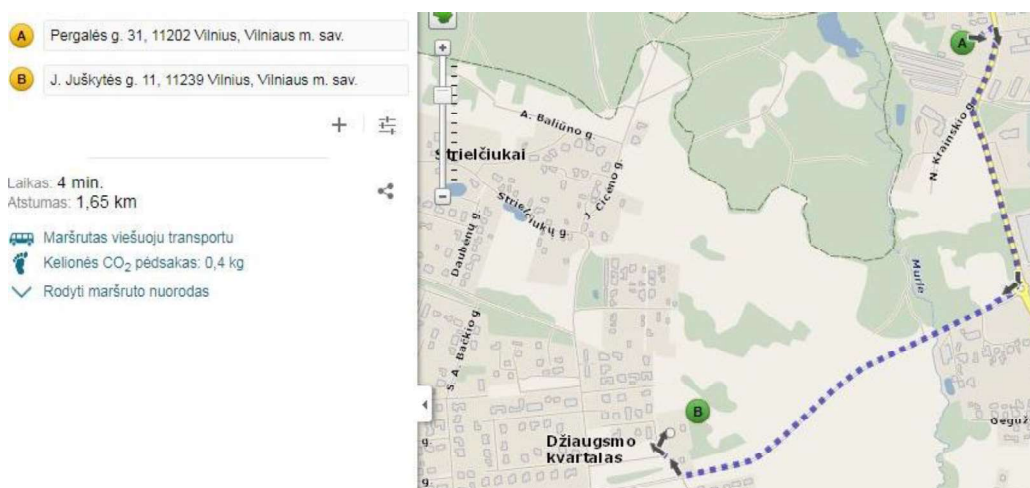 A Pergalės g. 31, 11202 Vilnius, Vilniaus m. sav.
B J. Juškytės g. 11, 11239 Vilnius, Vilniaus m. sav.
Laikas: 4 min.
Atstumas: 1,65 km
Maršrutas viešuoju transportu
Kelionės CO₂ pėdsakas: 0,4 kg
Rodyti maršruto nuorodas
A
A. Baliūno g.
Strielčiukai
N. Krainskio g.
J. Čičeno g.
Strielčiukų g.
Daubėnų g.
Murlė
S. A. Bačkio g.
B
Džiaugsmo
kvartalas
g.
g.